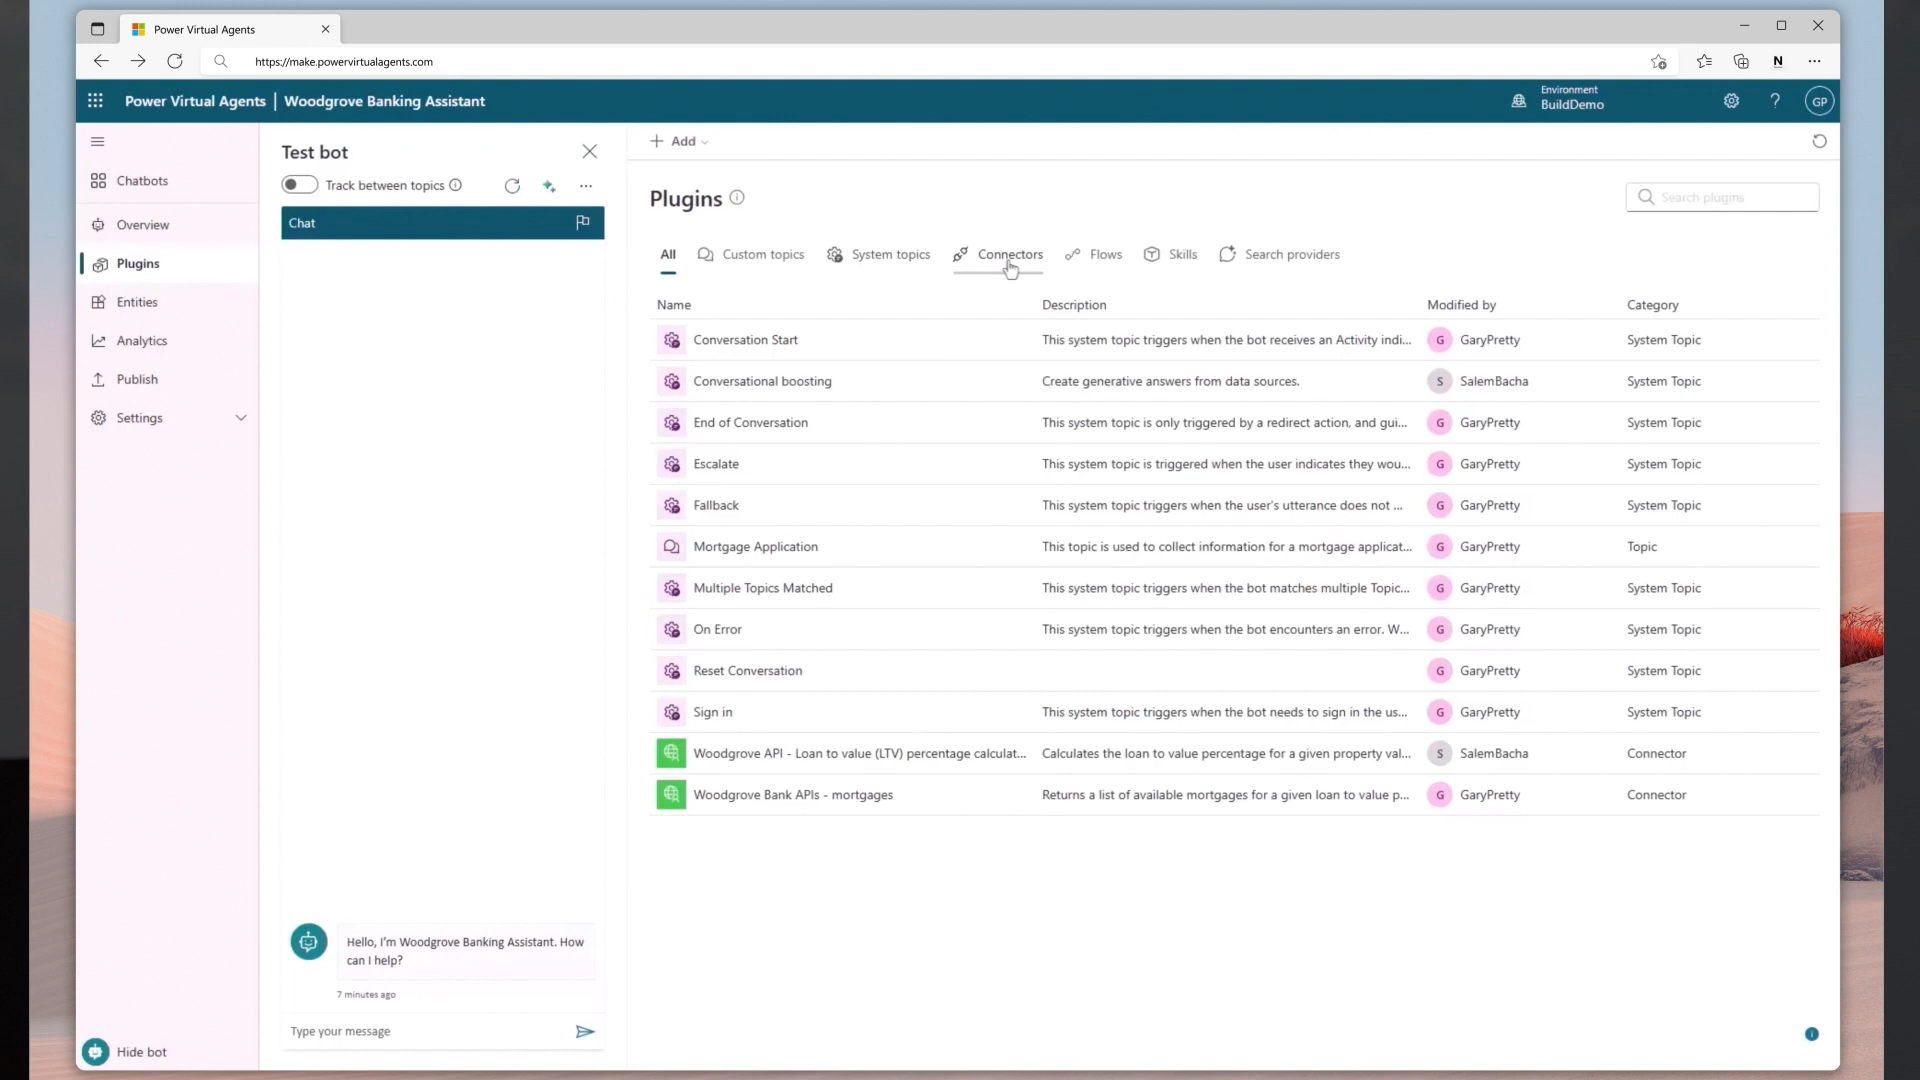 Power Virtual Agents
https://make.powervirtualagents.com
N
Power Virtual Agents | Woodgrove Banking Assistant
Environment
BuildDemo
?
GP
Chatbots
Overview
Plugins
Entities
Analytics
Publish
Settings
Hide bot
Test bot
Track between topics
Chat
Hello, I'm Woodgrove Banking Assistant. How
can I help?
7 minutes ago
Type your message
Add
Plugins
Search plugins
All Custom topics System topics Connectors Flows Skills Search providers
Name Description Modified by Category
Conversation Start This system topic triggers when the bot receives an Activity indi... G GaryPretty System Topic
Conversational boosting Create generative answers from data sources. S SalemBacha System Topic
End of Conversation This system topic is only triggered by a redirect action, and gui... G GaryPretty System Topic
Escalate This system topic is triggered when the user indicates they wou... G GaryPretty System Topic
Fallback This system topic triggers when the user's utterance does not ... G GaryPretty System Topic
Mortgage Application This topic is used to collect information for a mortgage applicat... G GaryPretty Topic
Multiple Topics Matched This system topic triggers when the bot matches multiple Topic... G GaryPretty System Topic
On Error This system topic triggers when the bot encounters an error. W... G GaryPretty System Topic
Reset Conversation G GaryPretty System Topic
Sign in This system topic triggers when the bot needs to sign in the us... G GaryPretty System Topic
Woodgrove API - Loan to value (LTV) percentage calculat... Calculates the loan to value percentage for a given property val... S SalemBacha Connector
Woodgrove Bank APIs - mortgages Returns a list of available mortgages for a given loan to value p... G GaryPretty Connector